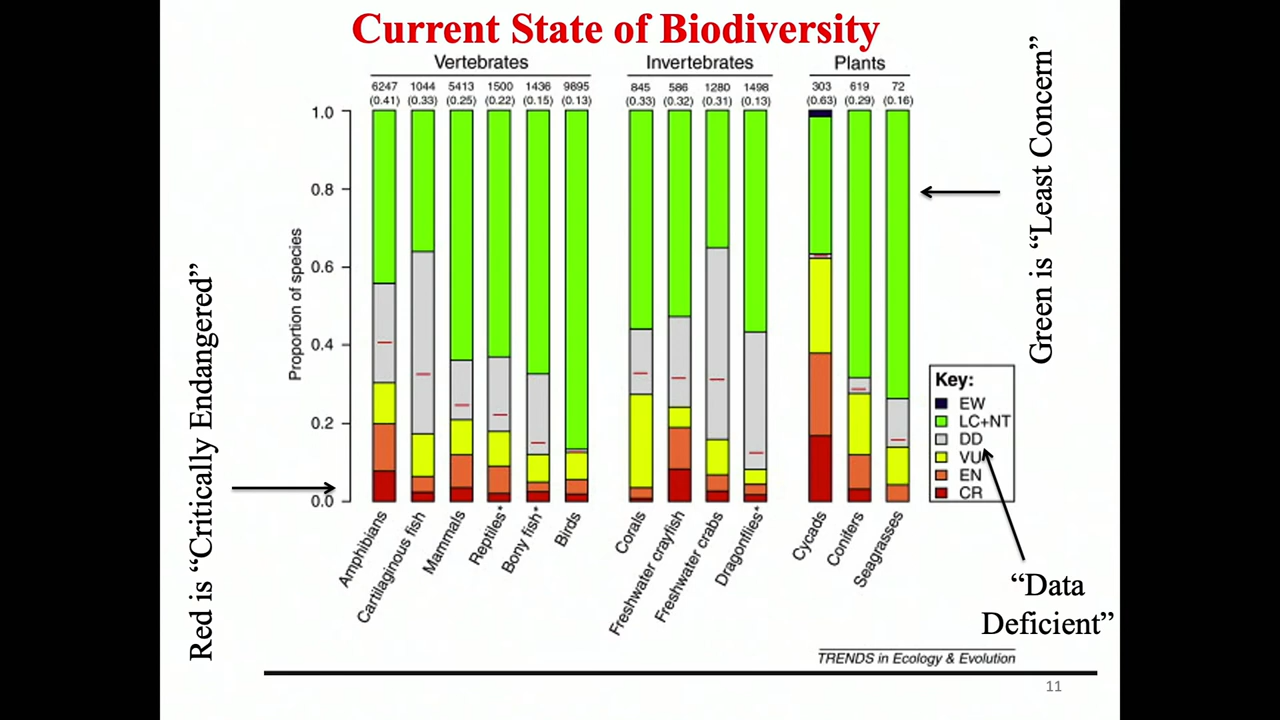 Current State of Biodiversity
Vertebrates
Invertebrates
Plants
6247 1044 5413 1500 1436 9895
(0.41) (0.33) (0.25) (0.22) (0.15) (0.13)
845 586 1280 1498
(0.33) (0.32) (0.31) (0.13)
303 619 72
(0.63) (0.29) (0.16)
1.0
0.8
0.6
0.4
0.2
0.0
Proportion of species
Amphibians
Cartilaginous fish
Mammals
Reptiles*
Bony fish*
Birds
Corals
Freshwater crayfish
Freshwater crabs
Dragonflies*
Cycads
Conifers
Seagrasses
Key:
EW
LC+NT
DD
VU
EN
CR
Red is “Critically Endangered”
Green is “Least Concern”
“Data
Deficient”
TRENDS in Ecology & Evolution
11